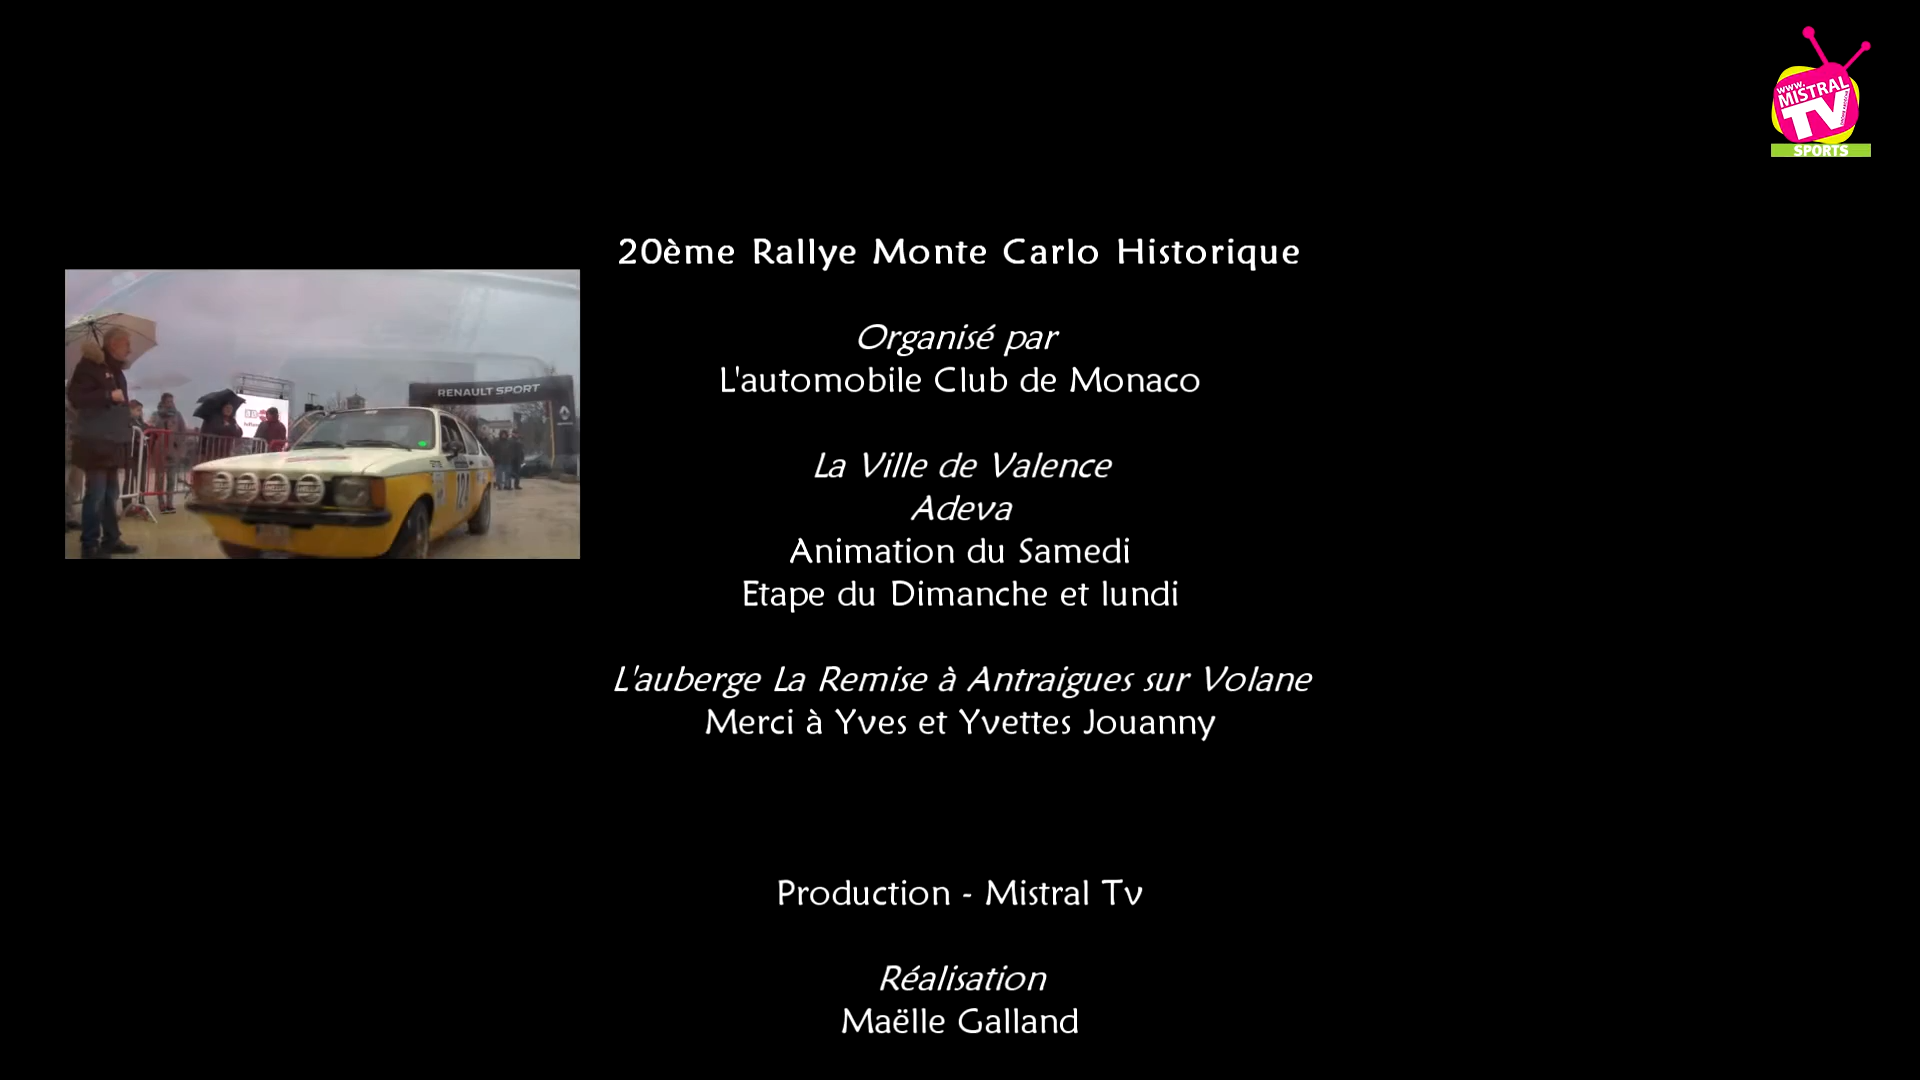 www.
MISTRAL
TV
SPORTS
20ème Rallye Monte Carlo Historique
Organisé par
L'automobile Club de Monaco
RENAULT SPORT
124
La Ville de Valence
Adeva
Animation du Samedi
Etape du Dimanche et lundi
L'auberge La Remise à Antraigues sur Volane
Merci à Yves et Yvettes Jouanny
Production - Mistral Tv
Réalisation
Maëlle Galland